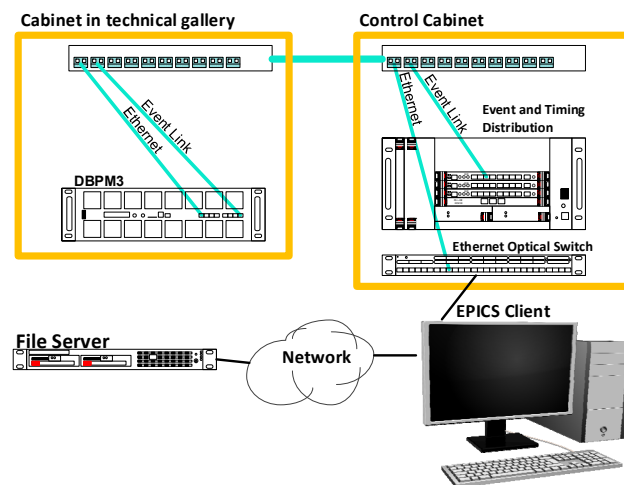 Cabinet in technical gallery
Control Cabinet
Ethernet
Event Link
Ethernet
Event Link
Event and Timing
Distribution
DBPM3
Ethernet Optical Switch
EPICS Client
File Server
Network